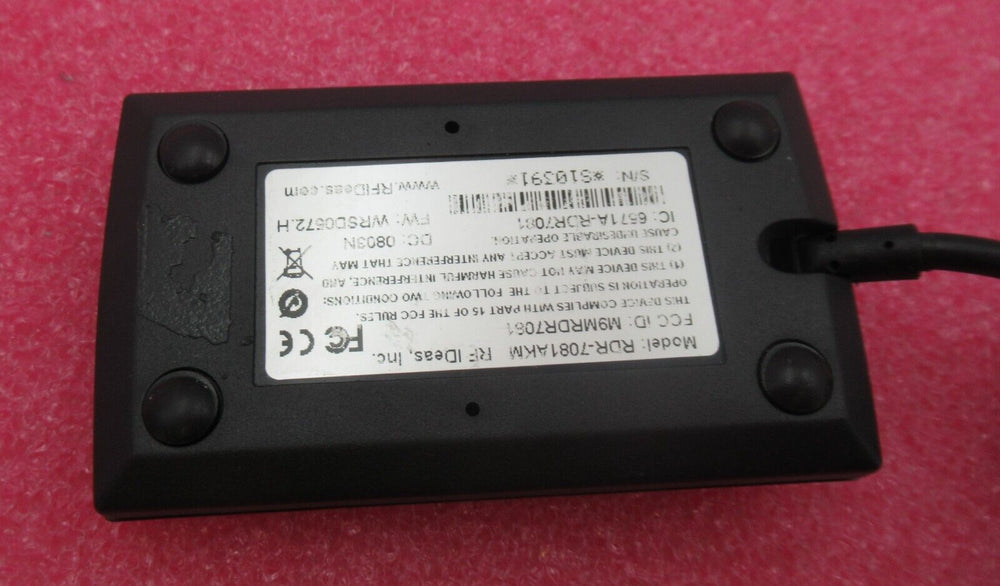 Model: RDR-7081AKM RF IDeas, Inc.
FCC ID: M9MRDR7081
FC CE
THIS DEVICE COMPLIES WITH PART 15 OF THE FCC RULES.
OPERATION IS SUBJECT TO THE FOLLOWING TWO CONDITIONS:
(1) THIS DEVICE MAY NOT CAUSE HARMFUL INTERFERENCE, AND
(2) THIS DEVICE MUST ACCEPT ANY INTERFERENCE THAT MAY
CAUSE UNDESIRABLE OPERATION.
IC: 6571A-RDR7081 DC: 0803N
FW: WRSD0572.H
S/N: *S10391* www.RFIDeas.com